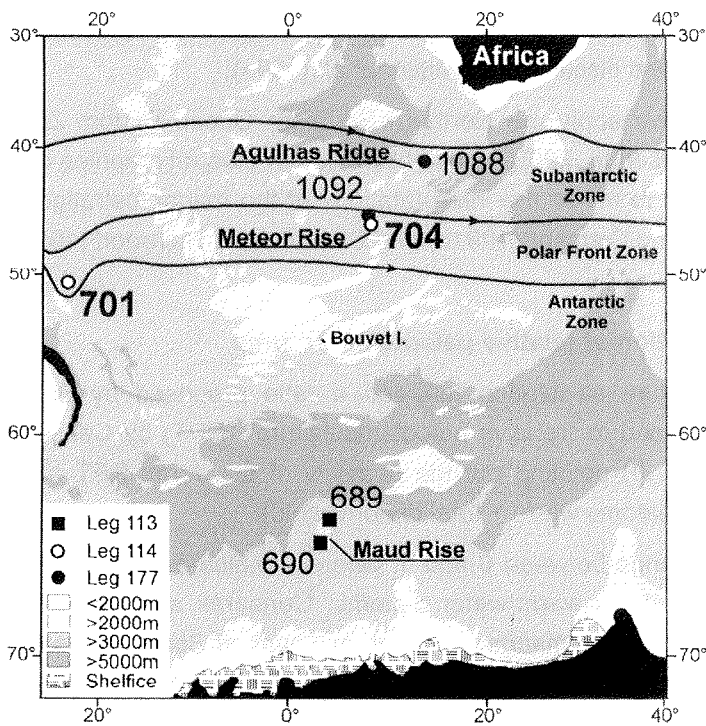 20° 0° 20° 40°
30° 30°
Africa
40° 40°
Agulhas Ridge 1088
1092
Subantarctic
Zone
Meteor Rise 704
Polar Front Zone
50° 50°
701
Antarctic
Zone
Bouvet I.
60° 60°
689
690 Maud Rise
Leg 113
Leg 114
Leg 177
<2000m
>2000m
>3000m
>5000m
Shelfice
70° 70°
20° 0° 20° 40°